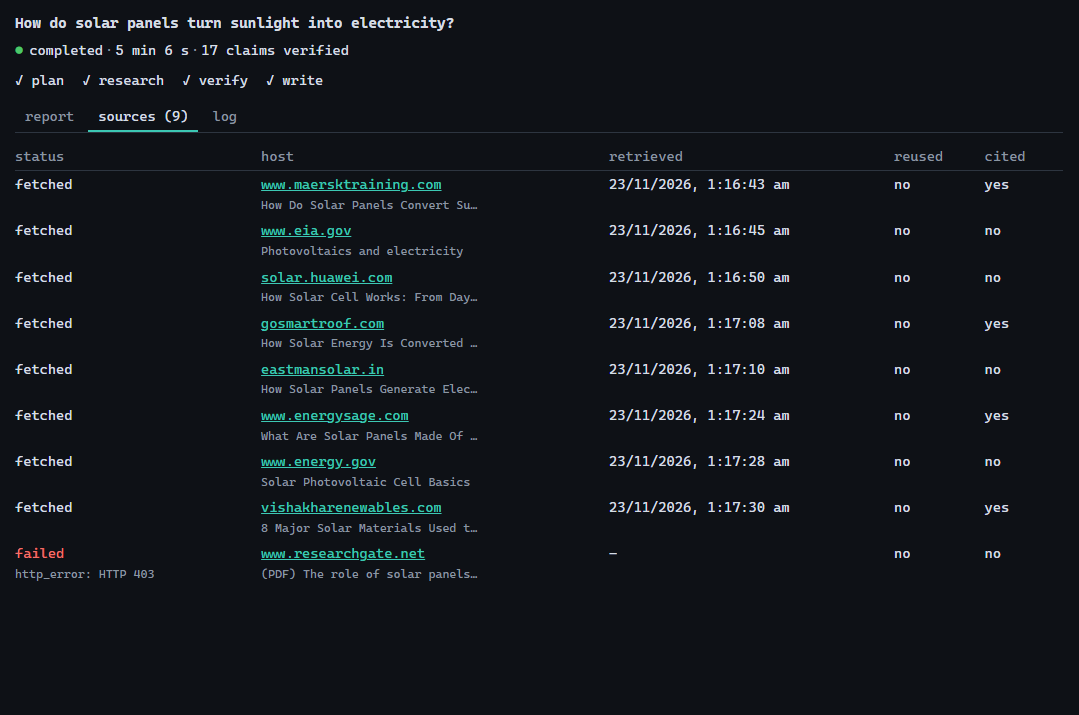 How do solar panels turn sunlight into electricity?
completed · 5 min 6 s · 17 claims verified
✓ plan ✓ research ✓ verify ✓ write
report sources (9) log
status host retrieved reused cited
fetched www.maersktraining.com 23/11/2026, 1:16:43 am no yes
How Do Solar Panels Convert Su…
fetched www.eia.gov 23/11/2026, 1:16:45 am no no
Photovoltaics and electricity
fetched solar.huawei.com 23/11/2026, 1:16:50 am no no
How Solar Cell Works: From Day…
fetched gosmartroof.com 23/11/2026, 1:17:08 am no yes
How Solar Energy Is Converted …
fetched eastmansolar.in 23/11/2026, 1:17:10 am no no
How Solar Panels Generate Elec…
fetched www.energysage.com 23/11/2026, 1:17:24 am no yes
What Are Solar Panels Made Of …
fetched www.energy.gov 23/11/2026, 1:17:28 am no no
Solar Photovoltaic Cell Basics
fetched vishakharenewables.com 23/11/2026, 1:17:30 am no yes
8 Major Solar Materials Used t…
failed www.researchgate.net — no no
http_error: HTTP 403 (PDF) The role of solar panels…